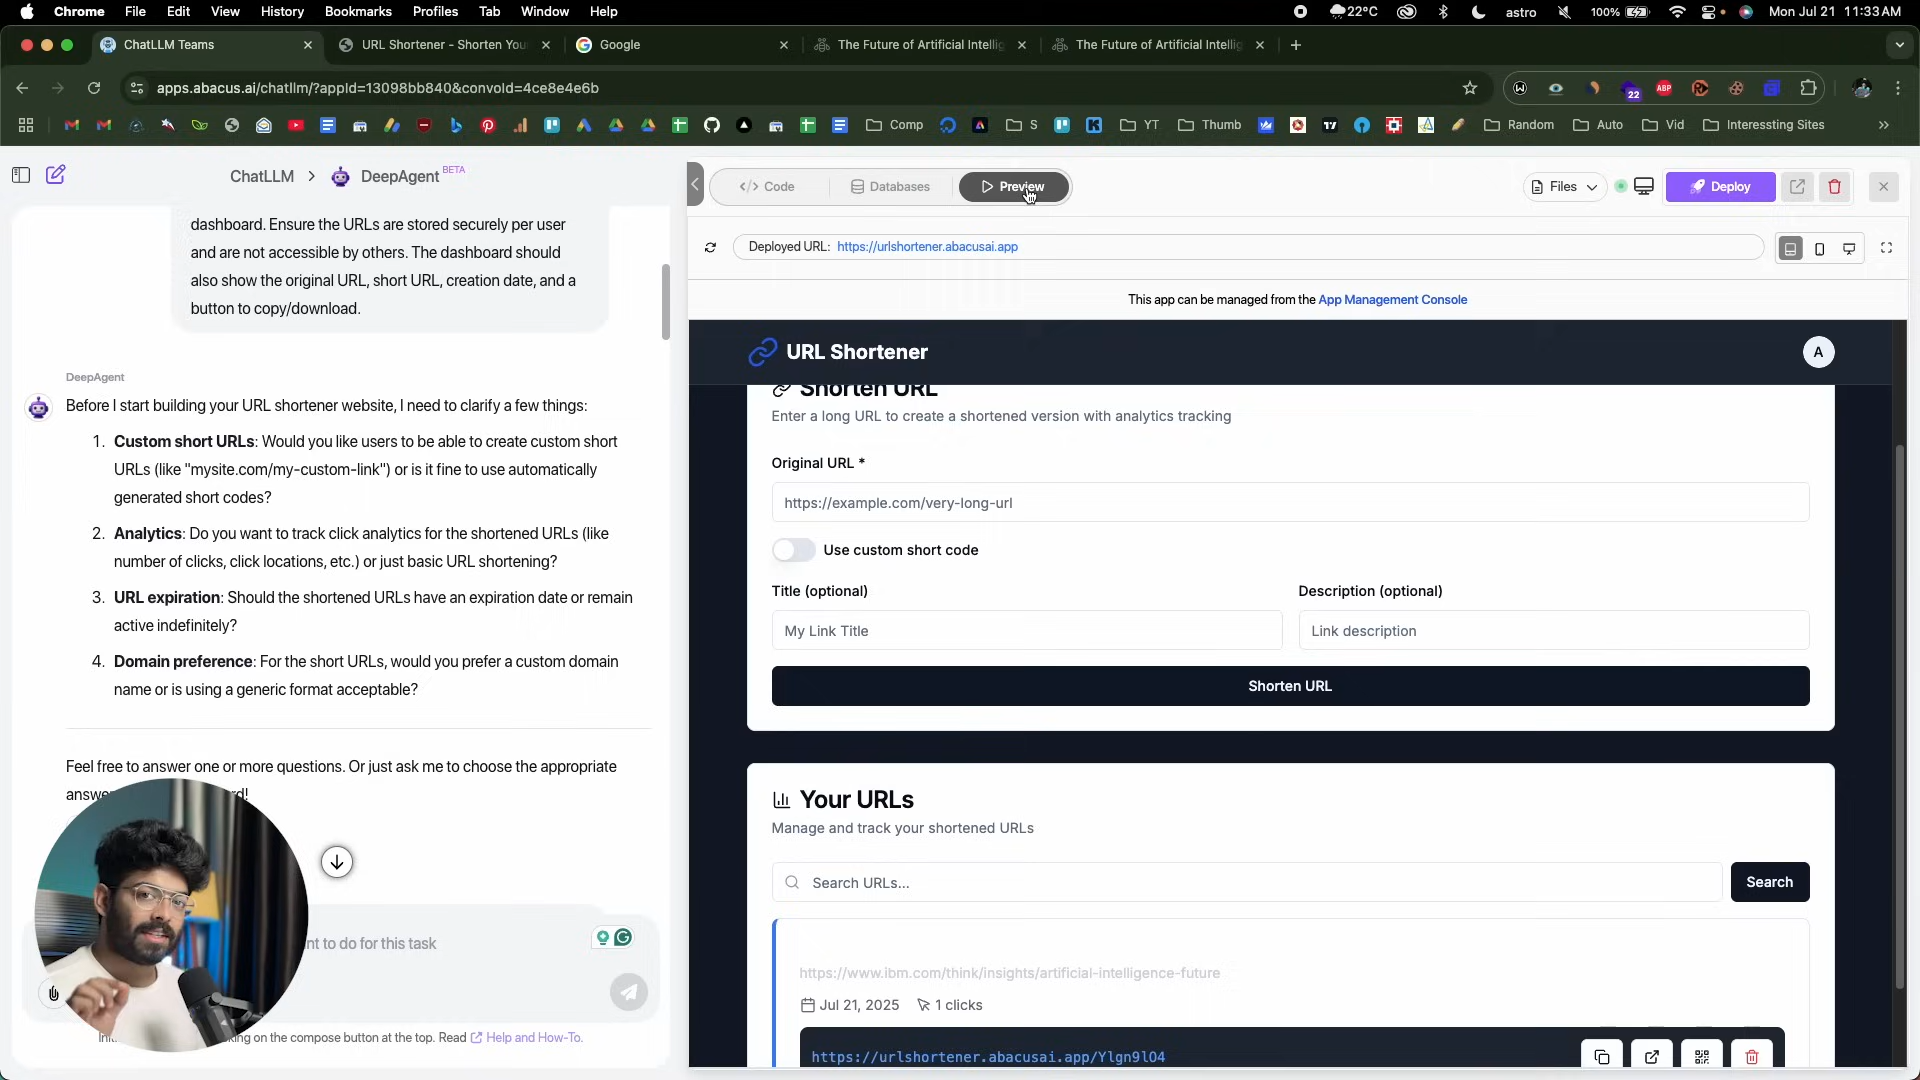 Chrome File Edit View History Bookmarks Profiles Tab Window Help 22°C astro 100% Mon Jul 21 11:33 AM
ChatLLM Teams URL Shortener - Shorten You Google The Future of Artificial Intellig The Future of Artificial Intellig
apps.abacus.ai/chatllm/?appId=13098bb840&convoId=4ce8e4e6b ABP 22
Comp S YT Thumb Random Auto Vid Interessting Sites
ChatLLM > DeepAgent BETA
dashboard. Ensure the URLs are stored securely per user
and are not accessible by others. The dashboard should
also show the original URL, short URL, creation date, and a
button to copy/download.
DeepAgent
Before I start building your URL shortener website, I need to clarify a few things:
1. Custom short URLs: Would you like users to be able to create custom short
URLs (like "mysite.com/my-custom-link") or is it fine to use automatically
generated short codes?
2. Analytics: Do you want to track click analytics for the shortened URLs (like
number of clicks, click locations, etc.) or just basic URL shortening?
3. URL expiration: Should the shortened URLs have an expiration date or remain
active indefinitely?
4. Domain preference: For the short URLs, would you prefer a custom domain
name or is using a generic format acceptable?
Feel free to answer one or more questions. Or just ask me to choose the appropriate
nt to do for this task
king on the compose button at the top. Read Help and How-To.
Code Databases Preview Files Deploy
Deployed URL: https://urlshortener.abacusai.app
This app can be managed from the App Management Console
URL Shortener A
Shorten URL
Enter a long URL to create a shortened version with analytics tracking
Original URL *
https://example.com/very-long-url
Use custom short code
Title (optional) Description (optional)
My Link Title Link description
Shorten URL
Your URLs
Manage and track your shortened URLs
Search URLs... Search
https://www.ibm.com/think/insights/artificial-intelligence-future
Jul 21, 2025 1 clicks
https://urlshortener.abacusai.app/Ylgn9lO4